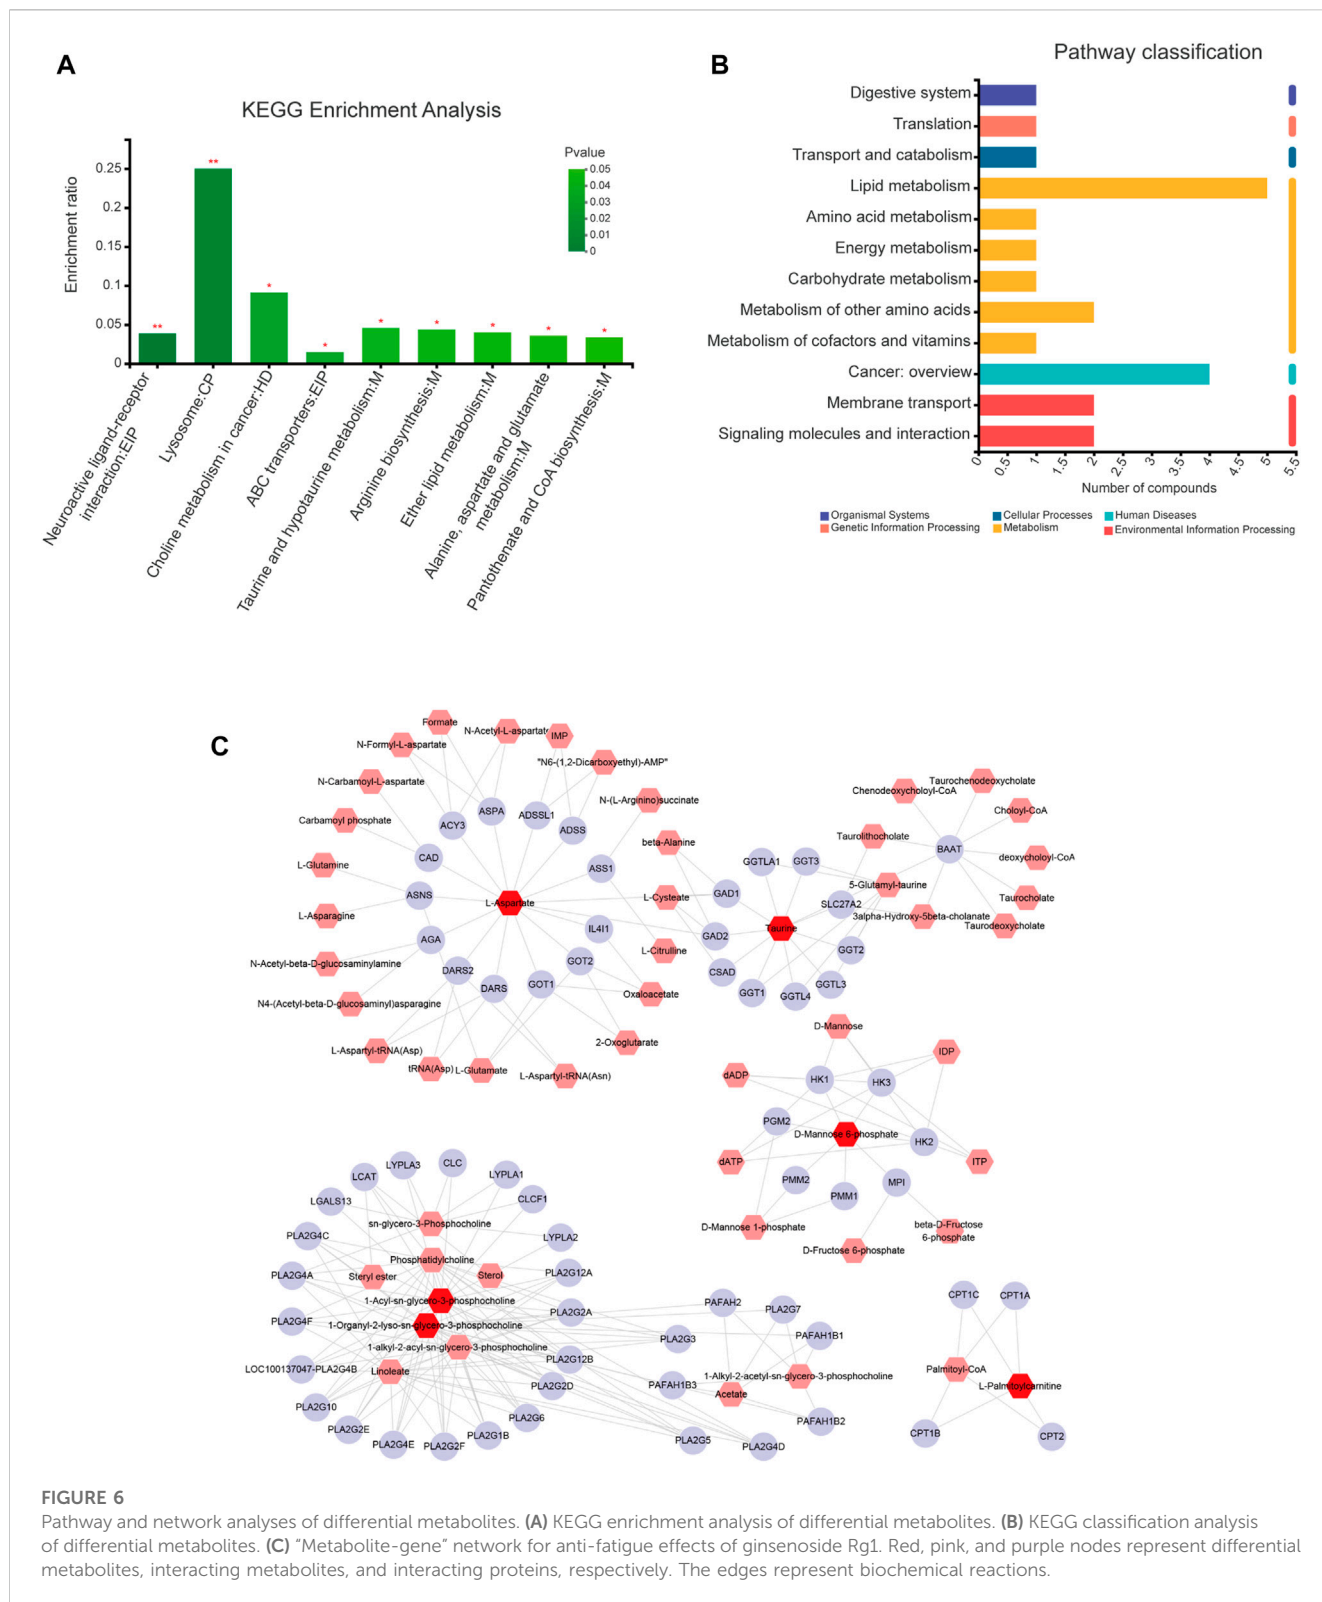 A
KEGG Enrichment Analysis
Enrichment ratio
0.25
0.2
0.15
0.1
0.05
0
**
**
*
*
*
*
*
*
*
Pvalue
0.05
0.04
0.03
0.02
0.01
0
Neuroactive ligand-receptor
interaction:EIP
Lysosome:CP
Choline metabolism in cancer:HD
ABC transporters:EIP
Taurine and hypotaurine metabolism:M
Arginine biosynthesis:M
Ether lipid metabolism:M
Alanine, aspartate and glutamate
metabolism:M
Pantothenate and CoA biosynthesis:M
B
Pathway classification
Digestive system
Translation
Transport and catabolism
Lipid metabolism
Amino acid metabolism
Energy metabolism
Carbohydrate metabolism
Metabolism of other amino acids
Metabolism of cofactors and vitamins
Cancer: overview
Membrane transport
Signaling molecules and interaction
0
0.5
1
1.5
2
2.5
3
3.5
4
4.5
5
5.5
Number of compounds
Organismal Systems
Cellular Processes
Human Diseases
Genetic Information Processing
Metabolism
Environmental Information Processing
C
Formate
N-Acetyl-L-aspartate
IMP
N-Formyl-L-aspartate
"N6-(1,2-Dicarboxyethyl)-AMP"
N-Carbamoyl-L-aspartate
N-(L-Arginino)succinate
Carbamoyl phosphate
ACY3
ASPA
ADSSL1
ADSS
beta-Alanine
L-Glutamine
CAD
ASS1
ASNS
L-Aspartate
L-Cysteate
GAD1
L-Asparagine
AGA
IL4I1
GAD2
L-Citrulline
N-Acetyl-beta-D-glucosaminylamine
DARS2
GOT2
CSAD
DARS
GOT1
Oxaloacetate
N4-(Acetyl-beta-D-glucosaminyl)asparagine
2-Oxoglutarate
L-Aspartyl-tRNA(Asp)
tRNA(Asp)
L-Glutamate
L-Aspartyl-tRNA(Asn)
Taurochenodeoxycholate
Chenodeoxycholoyl-CoA
Choloyl-CoA
Taurolithocholate
BAAT
deoxycholoyl-CoA
GGTLA1
GGT3
5-Glutamyl-taurine
Taurocholate
SLC27A2
3alpha-Hydroxy-5beta-cholanate
Taurodeoxycholate
Taurine
GGT2
GGTL3
GGT1
GGTL4
D-Mannose
IDP
dADP
HK1
HK3
PGM2
D-Mannose 6-phosphate
HK2
dATP
ITP
PMM2
MPI
PMM1
D-Mannose 1-phosphate
beta-D-Fructose
6-phosphate
D-Fructose 6-phosphate
LYPLA3
CLC
LYPLA1
LCAT
CLCF1
LGALS13
sn-glycero-3-Phosphocholine
PLA2G4C
LYPLA2
Phosphatidylcholine
PLA2G4A
Steryl ester
Sterol
PLA2G12A
1-Acyl-sn-glycero-3-phosphocholine
PLA2G2A
PLA2G4F
1-Organyl-2-lyso-sn-glycero-3-phosphocholine
1-alkyl-2-acyl-sn-glycero-3-phosphocholine
PLA2G12B
LOC100137047-PLA2G4B
Linoleate
PLA2G2D
PLA2G10
PLA2G6
PLA2G2E
PLA2G1B
PLA2G4E
PLA2G2F
PAFAH2
PLA2G7
PLA2G3
PAFAH1B1
1-Alkyl-2-acetyl-sn-glycero-3-phosphocholine
PAFAH1B3
Acetate
PAFAH1B2
PLA2G5
PLA2G4D
CPT1C
CPT1A
Palmitoyl-CoA
L-Palmitoylcarnitine
CPT1B
CPT2
FIGURE 6
Pathway and network analyses of differential metabolites. (A) KEGG enrichment analysis of differential metabolites. (B) KEGG classification analysis
of differential metabolites. (C) “Metabolite-gene” network for anti-fatigue effects of ginsenoside Rg1. Red, pink, and purple nodes represent differential
metabolites, interacting metabolites, and interacting proteins, respectively. The edges represent biochemical reactions.